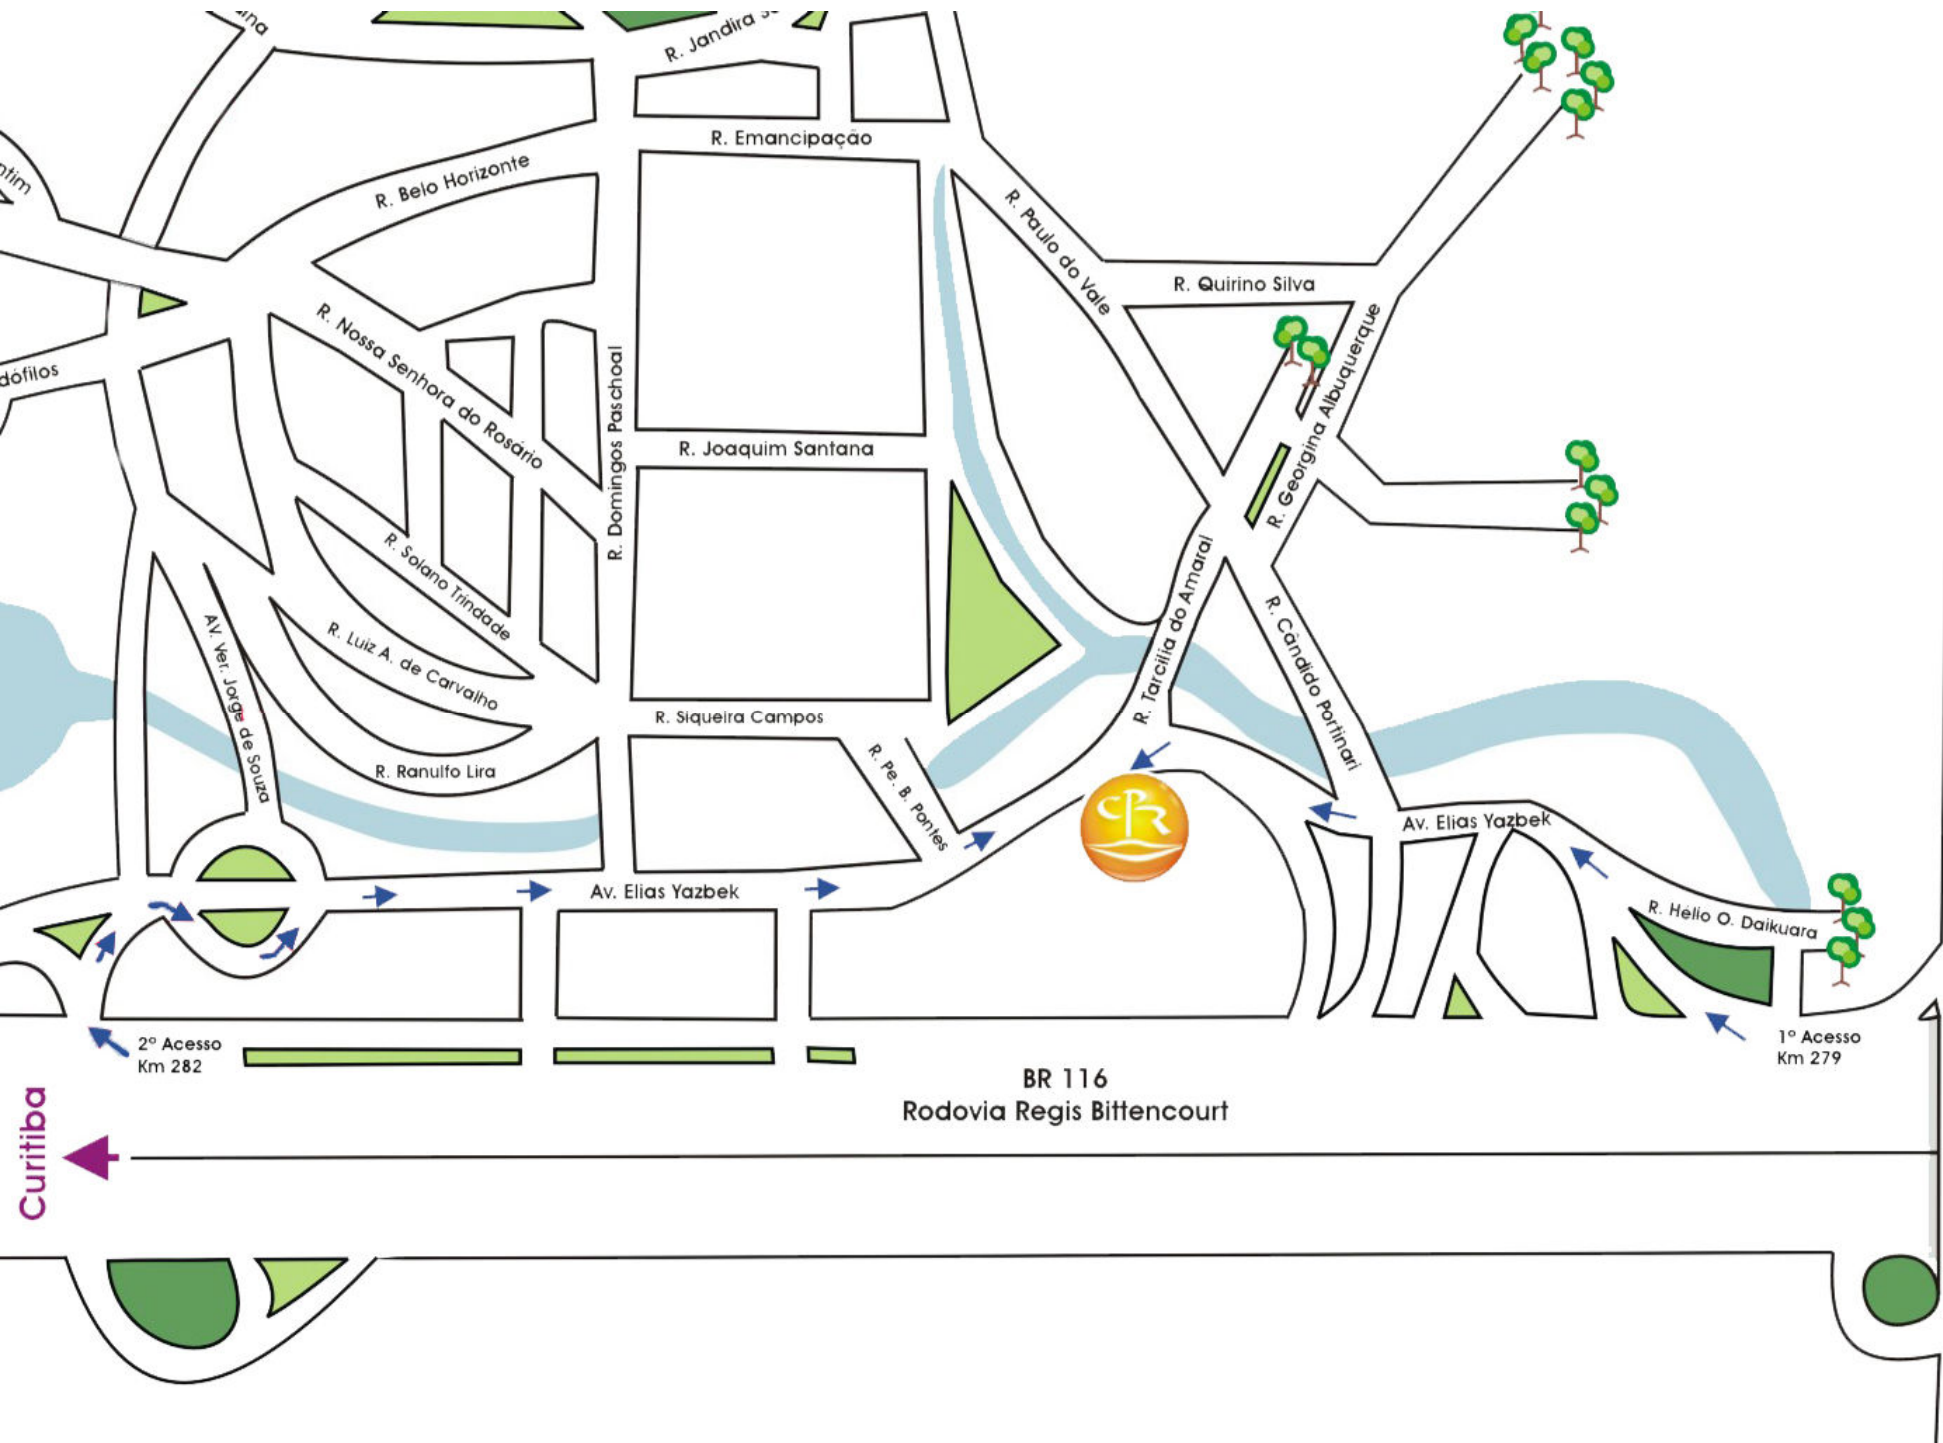 R. Jandira
R. Emancipação
R. Belo Horizonte
R. Paulo do Vale
R. Quirino Silva
R. Nossa Senhora do Rosário
R. Georgina Albuquerque
R. Domingos Paschoal
R. Joaquim Santana
R. Solano Trindade
R. Tarcilia do Amaral
R. Cândido Portinari
AV. Ver. Jorge de Souza
R. Luiz A. de Carvalho
R. Siqueira Campos
R. Ranulfo Lira
R. Pe. B. Pontes
CPR
Av. Elias Yazbek
Av. Elias Yazbek
R. Hélio O. Daikuara
2º Acesso
Km 282
1º Acesso
Km 279
BR 116
Rodovia Regis Bittencourt
Curitiba